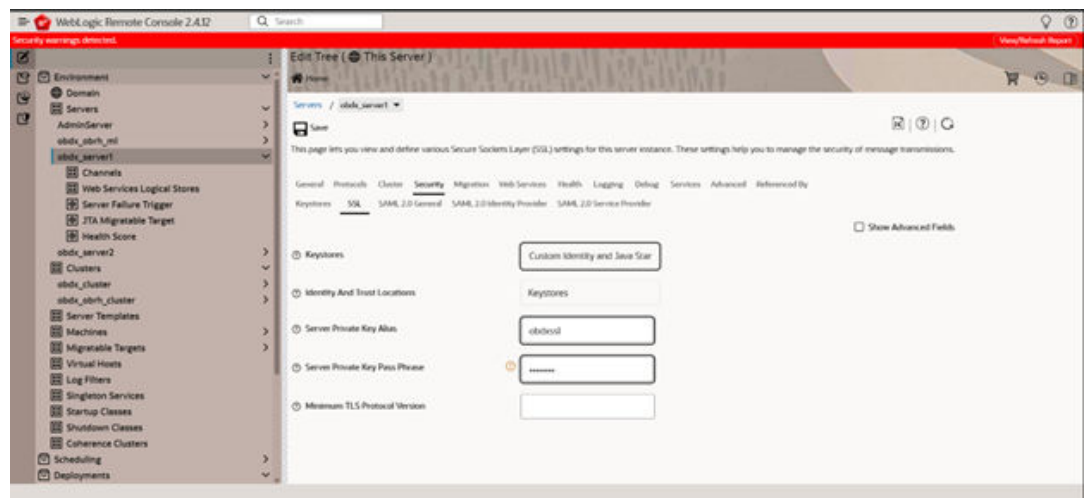 WebLogic Remote Console 2.4.12
Search
Security warnings detected.
View/Refresh Report
Edit Tree ( This Server )
Home
Environment
Domain
Servers
AdminServer
obdx_obrh_ml
obdx_server1
Channels
Web Services Logical Stores
Server Failure Trigger
JTA Migratable Target
Health Score
obdx_server2
Clusters
obdx_cluster
obdx_obrh_cluster
Server Templates
Machines
Migratable Targets
Virtual Hosts
Log Filters
Singleton Services
Startup Classes
Shutdown Classes
Coherence Clusters
Scheduling
Deployments
Servers / obdx_server1
Save
This page lets you view and define various Secure Sockets Layer (SSL) settings for this server instance. These settings help you to manage the security of message transmissions.
General Protocols Cluster Security Migration Web Services Health Logging Debug Services Advanced Referenced By
Keystores SSL SAML 2.0 General SAML 2.0 Identity Provider SAML 2.0 Service Provider
Show Advanced Fields
Keystores Custom Identity and Java Star
Identity And Trust Locations Keystores
Server Private Key Alias obdxssl
Server Private Key Pass Phrase ••••••••
Minimum TLS Protocol Version